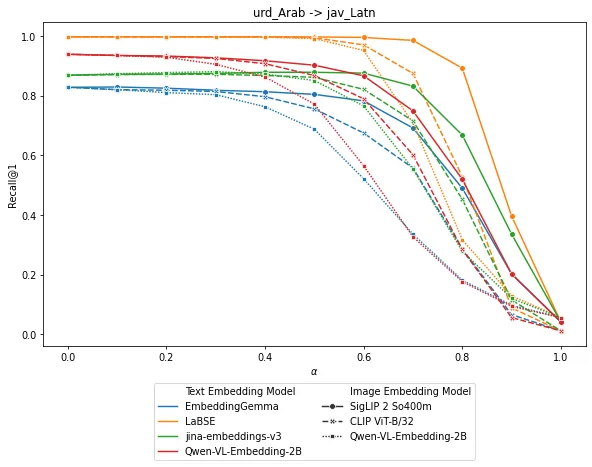 urd_Arab -> jav_Latn
Recall@1
1.0
0.8
0.6
0.4
0.2
0.0
0.0 0.2 0.4 0.6 0.8 1.0
α
Text Embedding Model
EmbeddingGemma
LaBSE
jina-embeddings-v3
Qwen-VL-Embedding-2B
Image Embedding Model
SigLIP 2 So400m
CLIP ViT-B/32
Qwen-VL-Embedding-2B